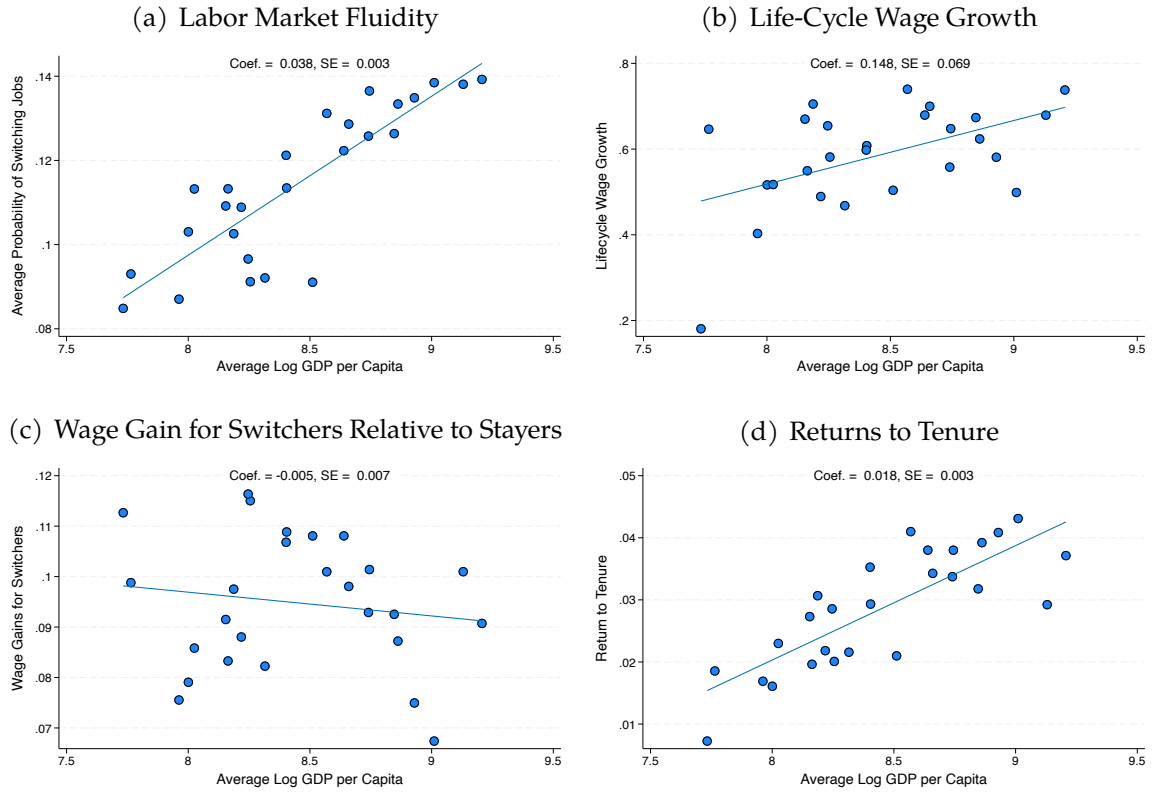 (a) Labor Market Fluidity
Coef. = 0.038, SE = 0.003
Average Probability of Switching Jobs
.14
.12
.1
.08
7.5 8 8.5 9 9.5
Average Log GDP per Capita
(b) Life-Cycle Wage Growth
Coef. = 0.148, SE = 0.069
Lifecycle Wage Growth
.8
.6
.4
.2
7.5 8 8.5 9 9.5
Average Log GDP per Capita
(c) Wage Gain for Switchers Relative to Stayers
Coef. = -0.005, SE = 0.007
Wage Gains for Switchers
.12
.11
.1
.09
.08
.07
7.5 8 8.5 9 9.5
Average Log GDP per Capita
(d) Returns to Tenure
Coef. = 0.018, SE = 0.003
Return to Tenure
.05
.04
.03
.02
.01
7.5 8 8.5 9 9.5
Average Log GDP per Capita